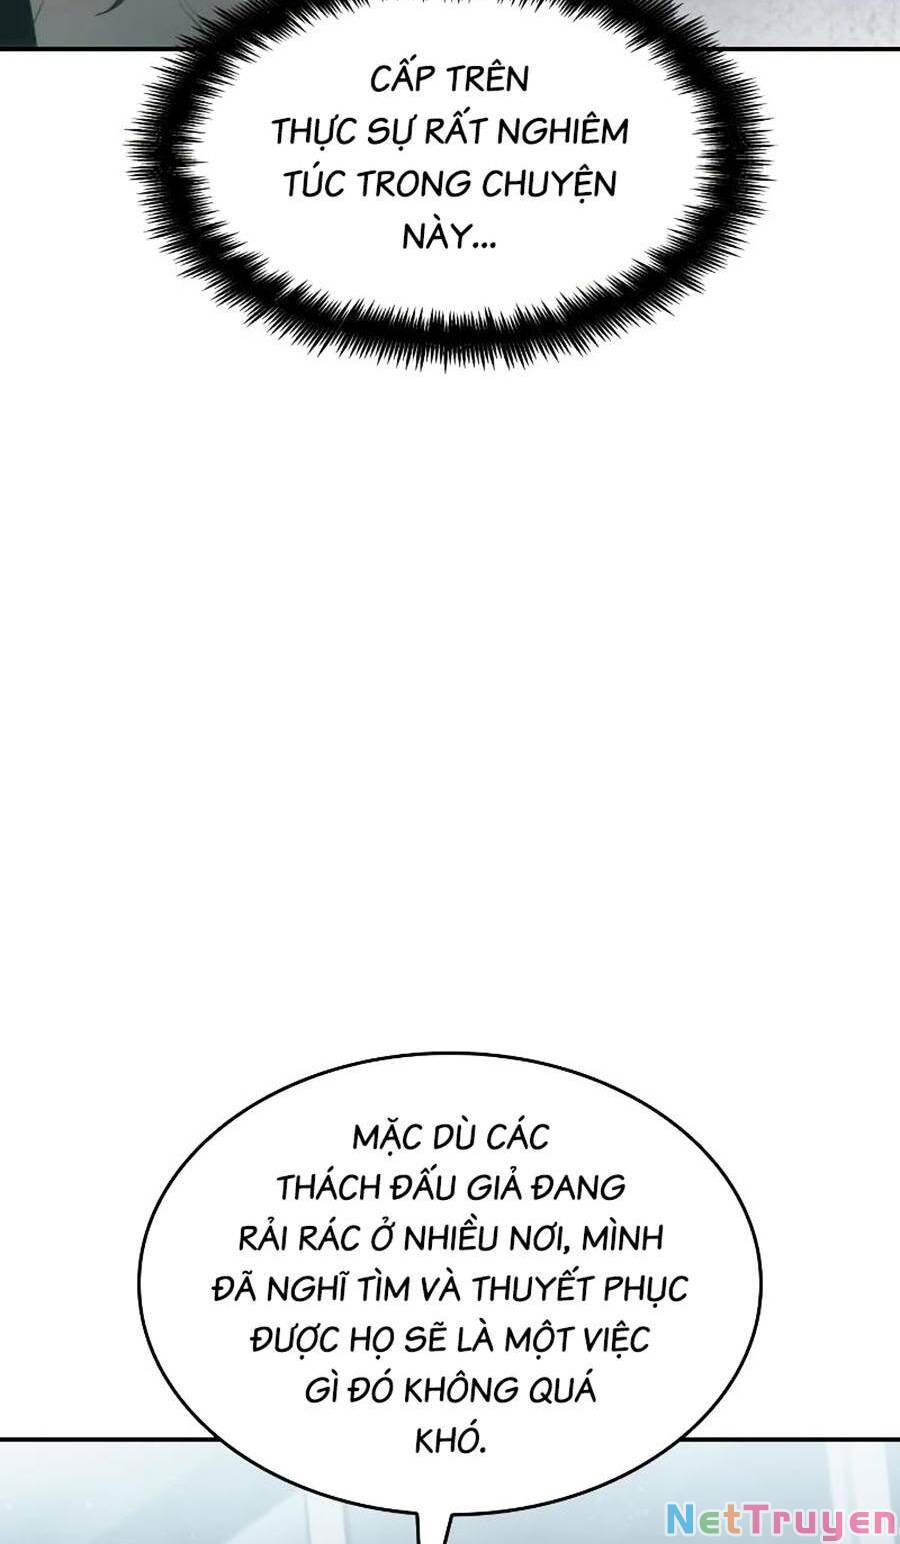 CẤP TRÊN
THỰC SỰ RẤT NGHIÊM
TÚC TRONG CHUYỆN
NÀY...
MẶC DÙ CÁC
THÁCH ĐẤU GIẢ ĐANG
RẢI RÁC Ở NHIỀU NƠI, MÌNH
ĐÃ NGHĨ TÌM VÀ THUYẾT PHỤC
ĐƯỢC HỌ SẼ LÀ MỘT VIỆC
GÌ ĐÓ KHÔNG QUÁ
KHÓ.
NetTruyen